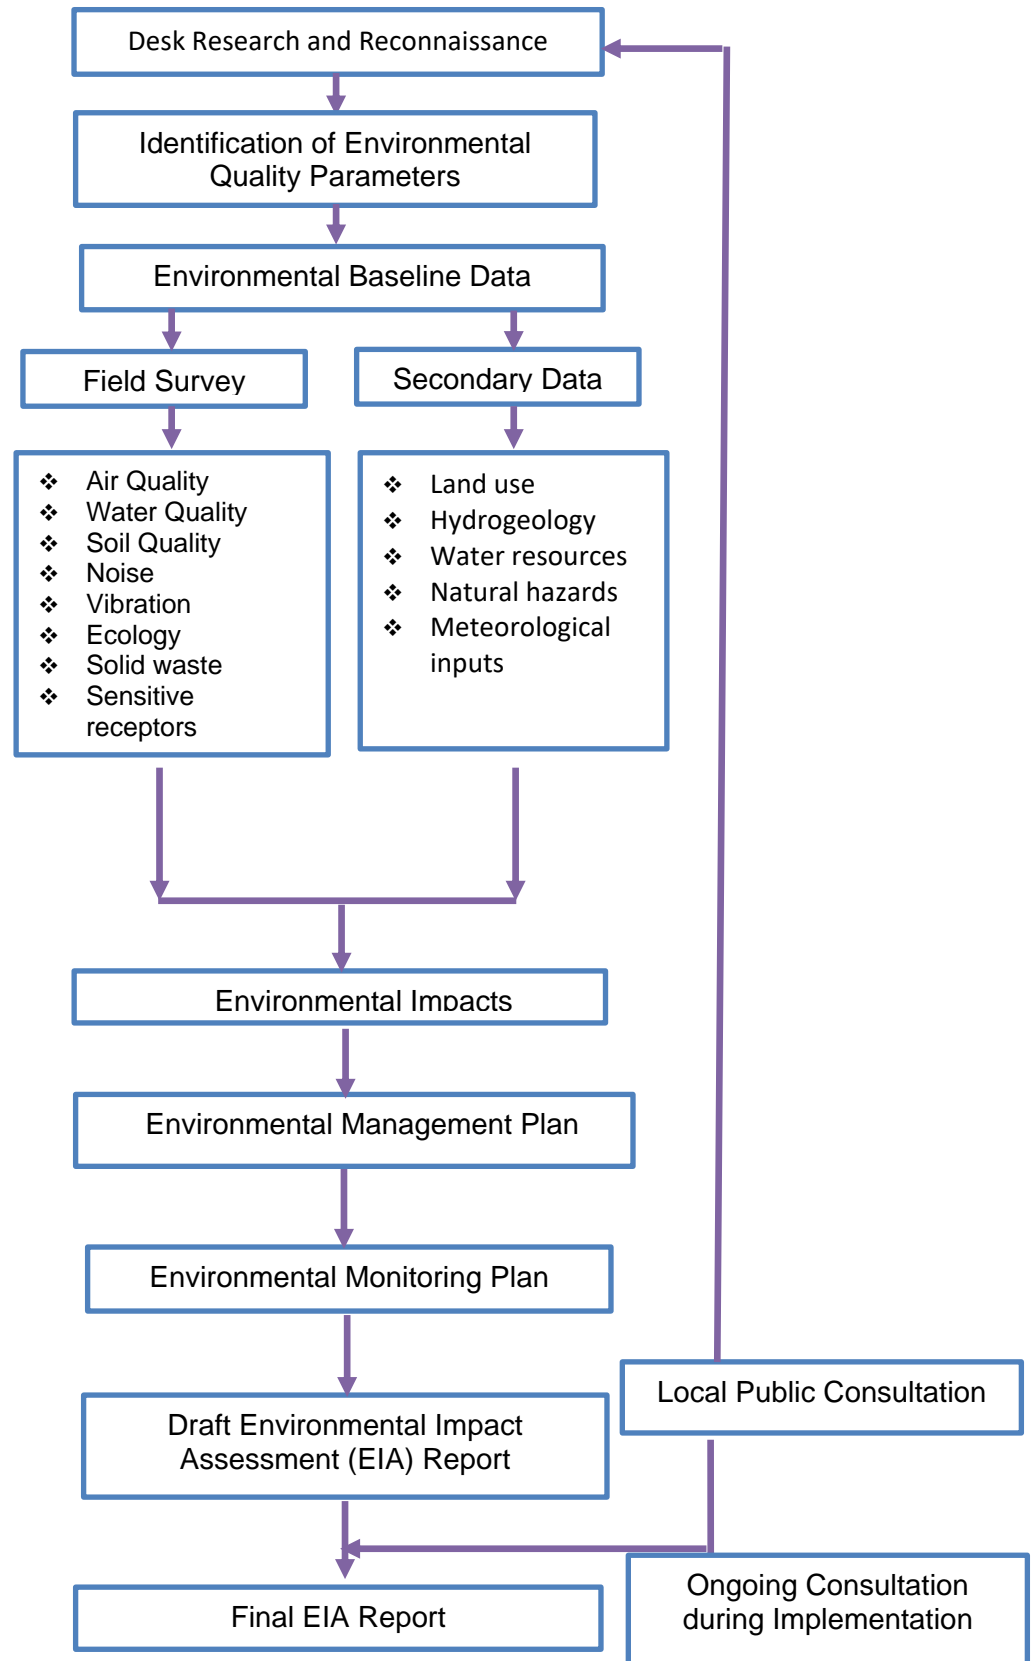 Desk Research and Reconnaissance
Identification of Environmental
Quality Parameters
Environmental Baseline Data
Field Survey
Secondary Data
❖ Air Quality
❖ Water Quality
❖ Soil Quality
❖ Noise
❖ Vibration
❖ Ecology
❖ Solid waste
❖ Sensitive
receptors
❖ Land use
❖ Hydrogeology
❖ Water resources
❖ Natural hazards
❖ Meteorological
inputs
Environmental Impacts
Environmental Management Plan
Environmental Monitoring Plan
Local Public Consultation
Draft Environmental Impact
Assessment (EIA) Report
Final EIA Report
Ongoing Consultation
during Implementation